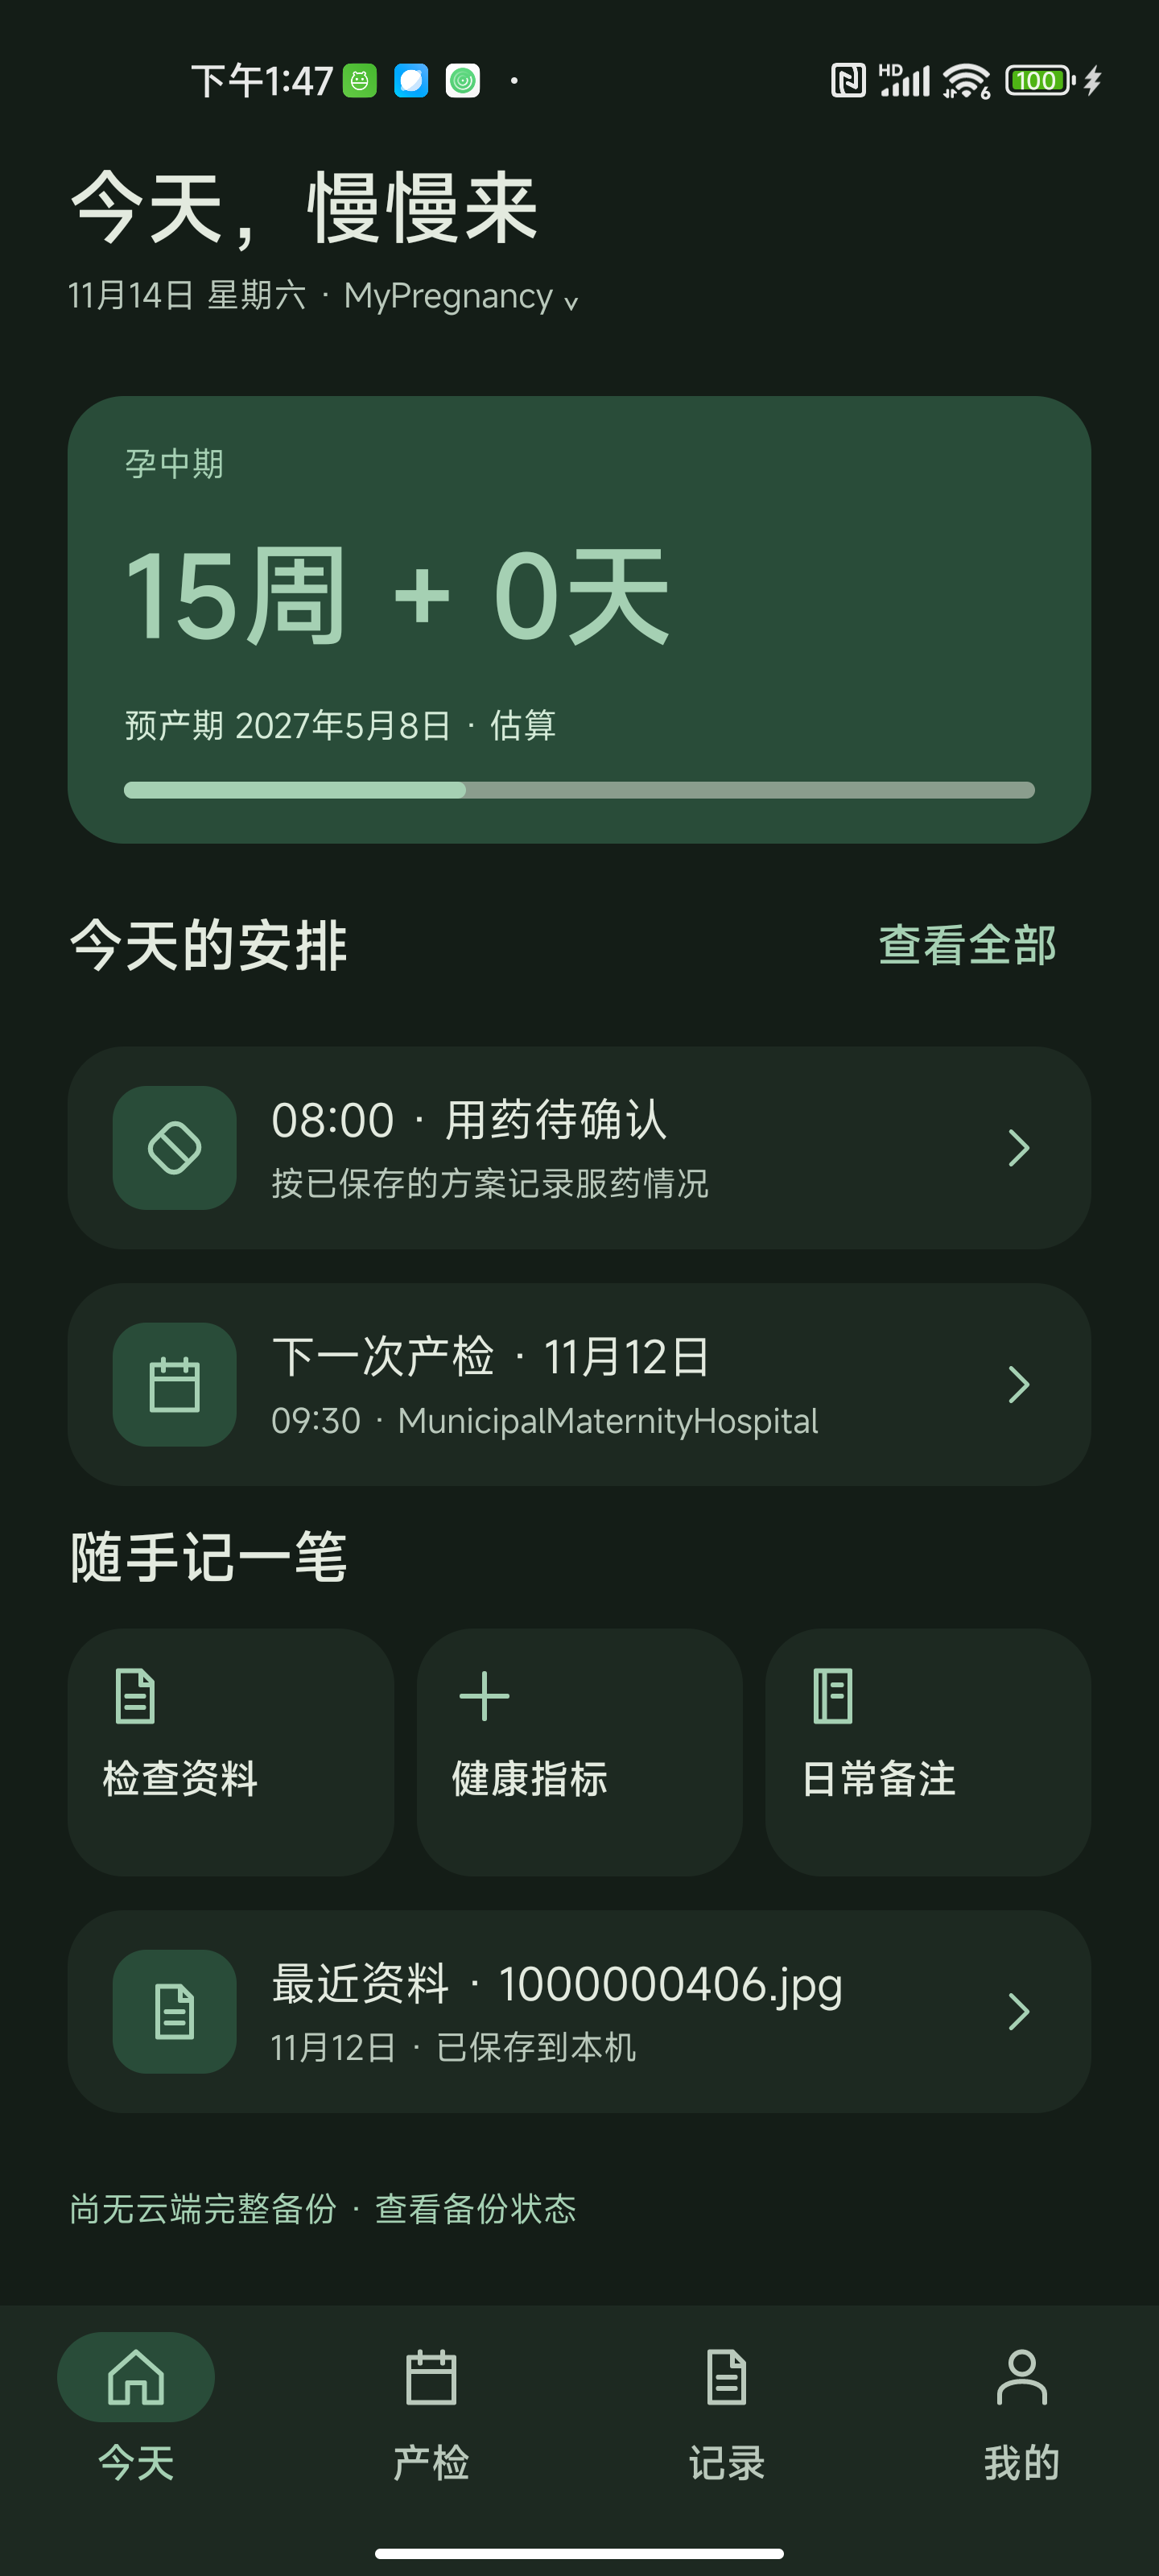 下午1:47
HD
6
100
今天，慢慢来
11月14日 星期六 · MyPregnancy
孕中期
15周 + 0天
预产期 2027年5月8日 · 估算
今天的安排
查看全部
08:00 · 用药待确认
按已保存的方案记录服药情况
下一次产检 · 11月12日
09:30 · MunicipalMaternityHospital
随手记一笔
检查资料
健康指标
日常备注
最近资料 · 1000000406.jpg
11月12日 · 已保存到本机
尚无云端完整备份 · 查看备份状态
今天
产检
记录
我的